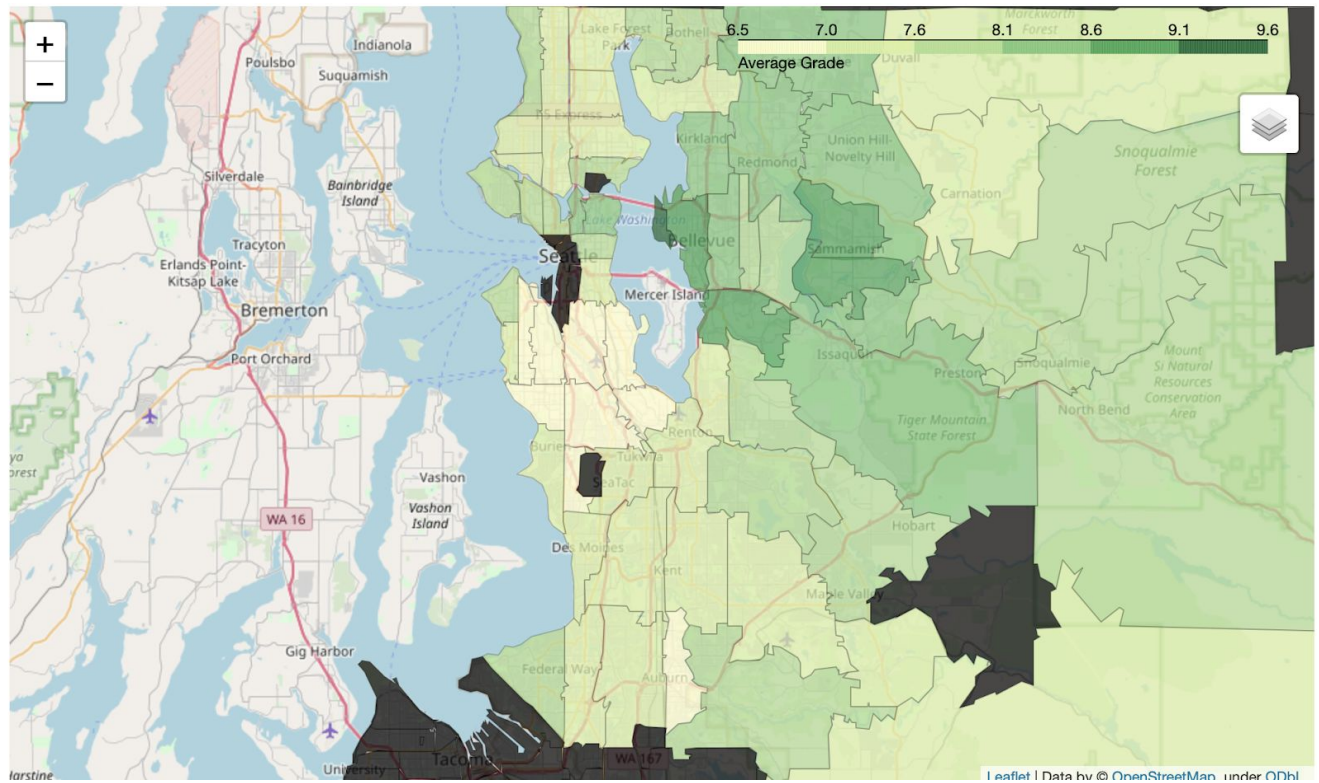 +
−
6.5 7.0 7.6 8.1 8.6 9.1 9.6
Average Grade
Indianola
Poulsbo
Suquamish
Lake Forest
Park
Bothell
Marckworth
Forest
Duvall
Kirkland
Redmond
Union Hill-
Novelty Hill
Snoqualmie
Forest
Silverdale
Bainbridge
Island
Carnation
Lake Washington
Tracyton
Bellevue
Sammamish
Seattle
Erlands Point-
Kitsap Lake
Mercer Island
Bremerton
Port Orchard
Issaquah
Preston
Snoqualmie
Mount
Si Natural
Resources
Conservation
Area
North Bend
Tiger Mountain
State Forest
Renton
Burien
Tukwila
SeaTac
Vashon
Vashon
Island
WA 16
Hobart
Des Moines
Kent
Maple Valley
Gig Harbor
Federal Way
Auburn
Tacoma
WA 167
University
Harstine
Leaflet | Data by © OpenStreetMap, under ODbL